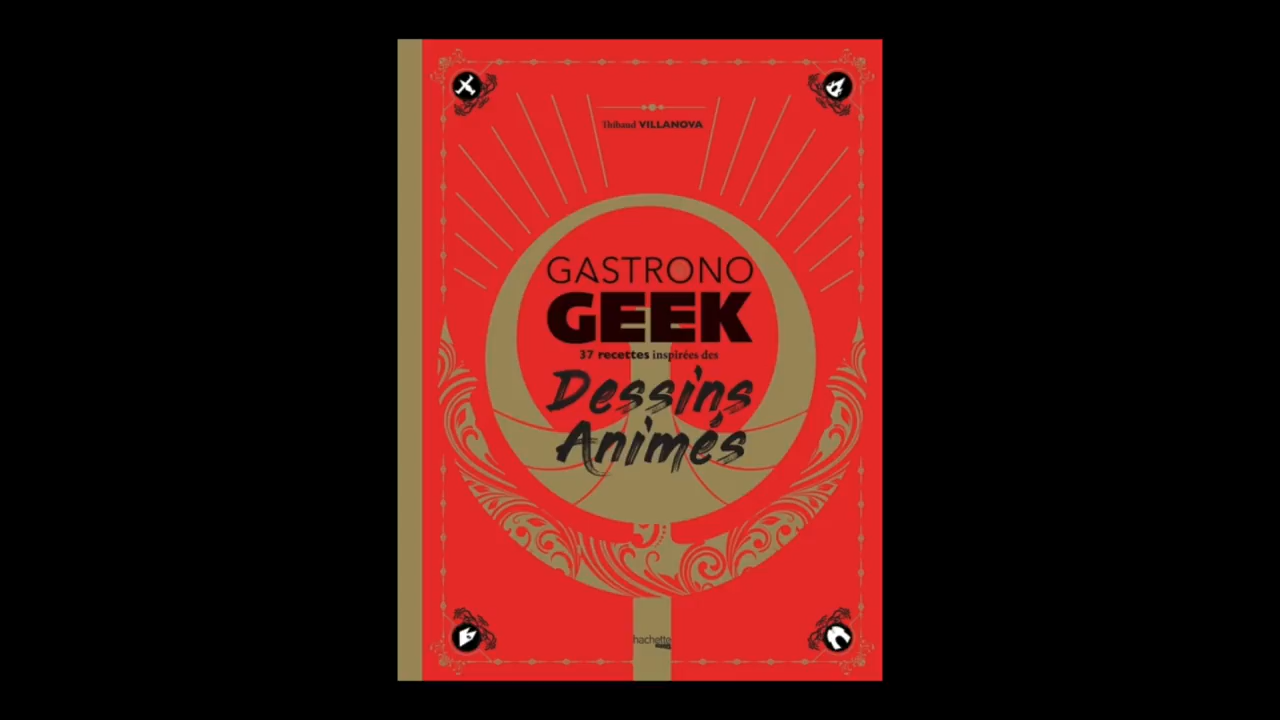 Thibaud VILLANOVA
GASTRONO
GEEK
37 recettes inspirées des
Dessins
Animés
hachette